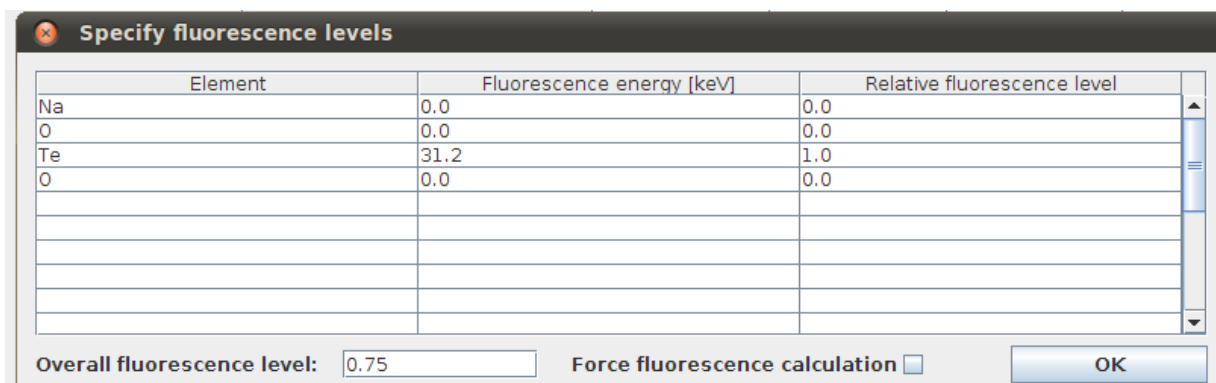 Specify fluorescence levels
Element Fluorescence energy [keV] Relative fluorescence level
Na 0.0 0.0
O 0.0 0.0
Te 31.2 1.0
O 0.0 0.0
Overall fluorescence level: 0.75 Force fluorescence calculation OK